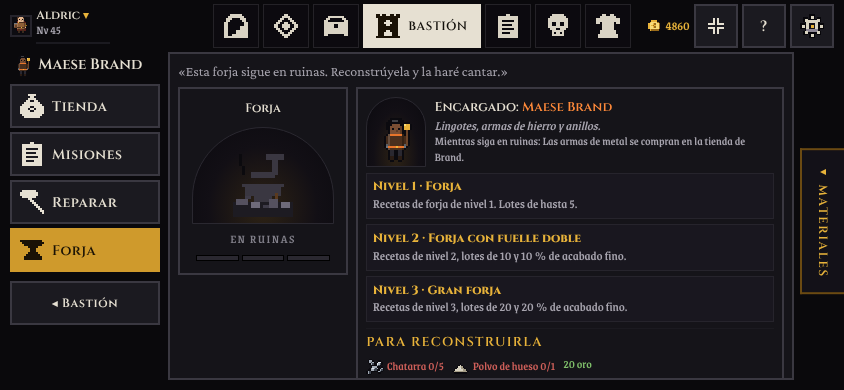 Aldric ▾
Nv 45
Bastión
4860
?
Maese Brand
Tienda
Misiones
Reparar
Forja
◂ Bastión
«Esta forja sigue en ruinas. Reconstrúyela y la haré cantar.»
Forja
EN RUINAS
Encargado: Maese Brand
Lingotes, armas de hierro y anillos.
Mientras siga en ruinas: Las armas de metal se compran en la tienda de
Brand.
Nivel 1 · Forja
Recetas de forja de nivel 1. Lotes de hasta 5.
Nivel 2 · Forja con fuelle doble
Recetas de nivel 2, lotes de 10 y 10 % de acabado fino.
Nivel 3 · Gran forja
Recetas de nivel 3, lotes de 20 y 20 % de acabado fino.
PARA RECONSTRUIRLA
Chatarra 0/5 Polvo de hueso 0/1 20 oro
◂ MATERIALES